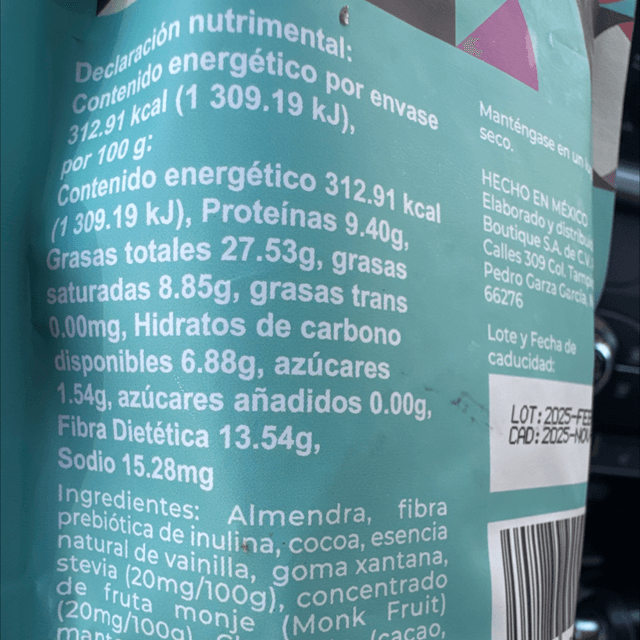 Declaración nutrimental:
Contenido energético por envase
312.91 kcal (1 309.19 kJ),
por 100 g:
Contenido energético 312.91 kcal
(1 309.19 kJ), Proteínas 9.40g,
Grasas totales 27.53g, grasas
saturadas 8.85g, grasas trans
0.00mg, Hidratos de carbono
disponibles 6.88g, azúcares
1.54g, azúcares añadidos 0.00g,
Fibra Dietética 13.54g,
Sodio 15.28mg
Ingredientes: Almendra, fibra
prebiótica de inulina, cocoa, esencia
natural de vainilla, goma xantana,
stevia (20mg/100g), concentrado
de fruta monje (Monk Fruit)
(20mg/100g)
(cacao,
Manténgase en un
seco.
HECHO EN MÉXICO
Elaborado y
Boutique S.A. de C.V.
Calles 309 Col.
Pedro Garza García,
66276
Lote y Fecha de
caducidad:
LOT: 2025-FEB
CAD: 2025-NOV